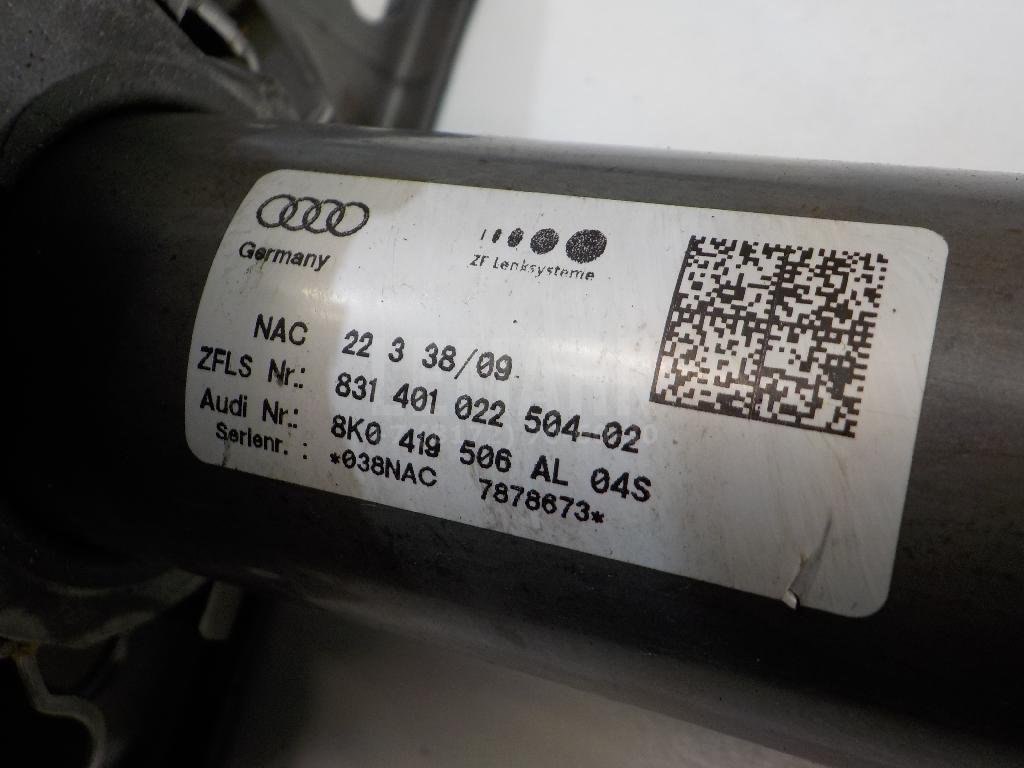 Germany
ZF Lenksysteme
NAC 22 3 38/09
ZFLS Nr.: 831 401 022 504-02
Audi Nr.: 8K0 419 506 AL 04S
Serienr. : *038NAC 7878673*